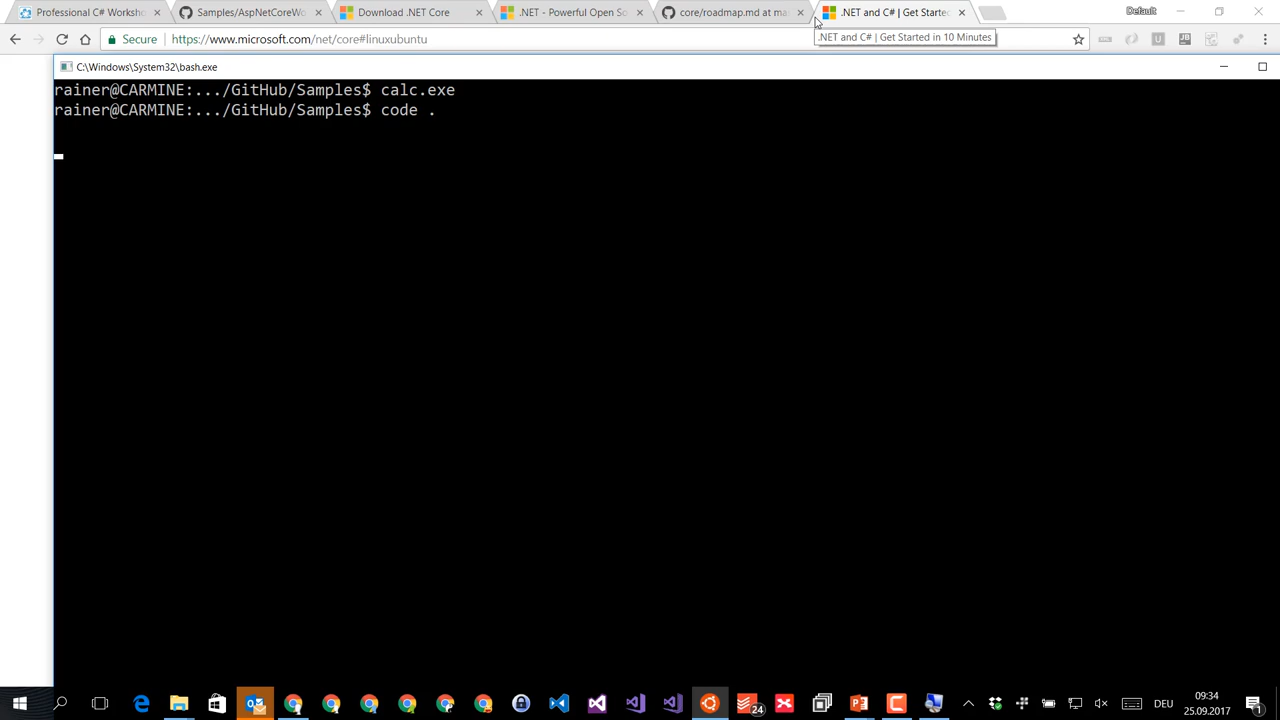 Professional C# Worksho
Samples/AspNetCoreWo
Download .NET Core
.NET - Powerful Open So
core/roadmap.md at mas
.NET and C# | Get Starte
Default
Secure
https://www.microsoft.com/net/core#linuxubuntu
.NET and C# | Get Started in 10 Minutes
C:\Windows\System32\bash.exe
rainer@CARMINE:.../GitHub/Samples$ calc.exe
rainer@CARMINE:.../GitHub/Samples$ code .
24
DEU
09:34
25.09.2017
1